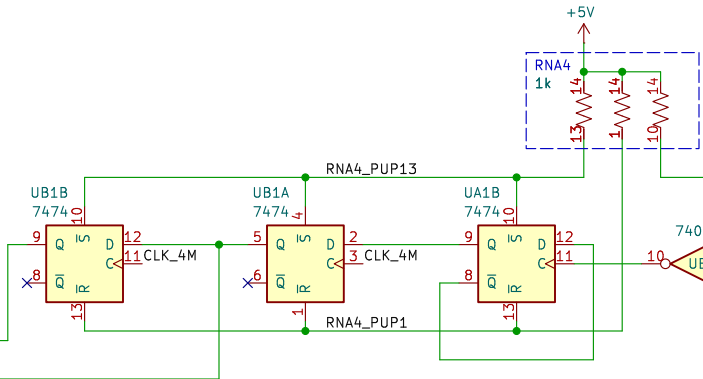 +5V
RNA4
1k
14
14
14
13
1
10
RNA4_PUP13
UB1B
7474
10
UB1A
7474
4
UA1B
7474
10
740
9
Q
S
D
12
5
Q
S
D
2
9
Q
S
D
12
C
11
CLK_4M
C
3
CLK_4M
C
11
10
UB
8
Q
R
6
Q
R
8
Q
R
13
1
13
RNA4_PUP1